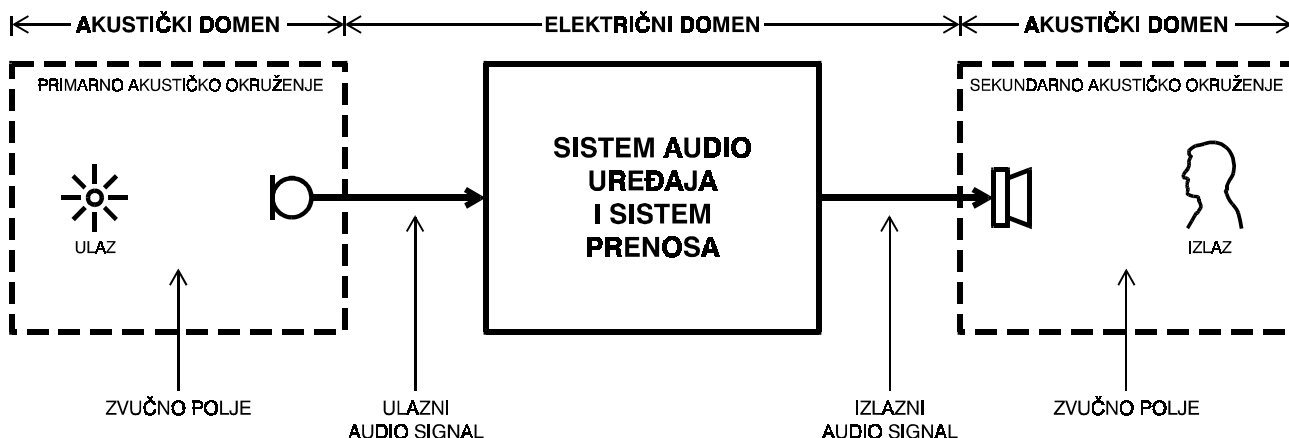 AKUSTIČKI DOMEN
ELEKTRIČNI DOMEN
AKUSTIČKI DOMEN
PRIMARNO AKUSTIČKO OKRUŽENJE
SEKUNDARNO AKUSTIČKO OKRUŽENJE
SISTEM AUDIO
UREĐAJA
I SISTEM
PRENOSA
ULAZ
IZLAZ
ZVUČNO POLJE
ULAZNI
AUDIO SIGNAL
IZLAZNI
AUDIO SIGNAL
ZVUČNO POLJE